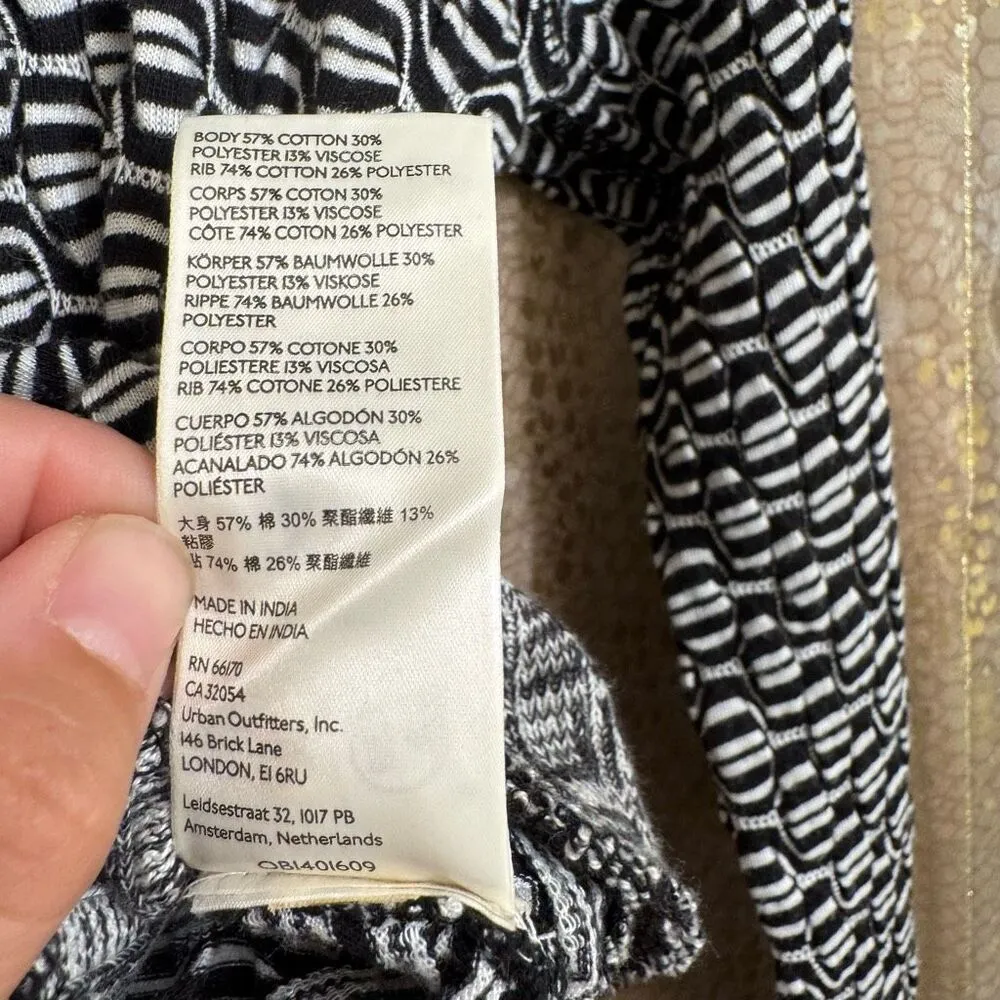 BODY 57% COTTON 30%
POLYESTER 13% VISCOSE
RIB 74% COTTON 26% POLYESTER
CORPS 57% COTON 30%
POLYESTER 13% VISCOSE
CÔTE 74% COTON 26% POLYESTER
KÖRPER 57% BAUMWOLLE 30%
POLYESTER 13% VISKOSE
RIPPE 74% BAUMWOLLE 26%
POLYESTER
CORPO 57% COTONE 30%
POLIESTERE 13% VISCOSA
RIB 74% COTONE 26% POLIESTERE
CUERPO 57% ALGODÓN 30%
POLIÉSTER 13% VISCOSA
ACANALADO 74% ALGODÓN 26%
POLIÉSTER
大身 57% 棉 30% 聚酯纖維 13%
粘膠
74% 棉 26% 聚酯纖維
MADE IN INDIA
HECHO EN INDIA
RN 66170
CA 32054
Urban Outfitters, Inc.
146 Brick Lane
LONDON, E1 6RU
Leidsestraat 32, 1017 PB
Amsterdam, Netherlands
OB1401609